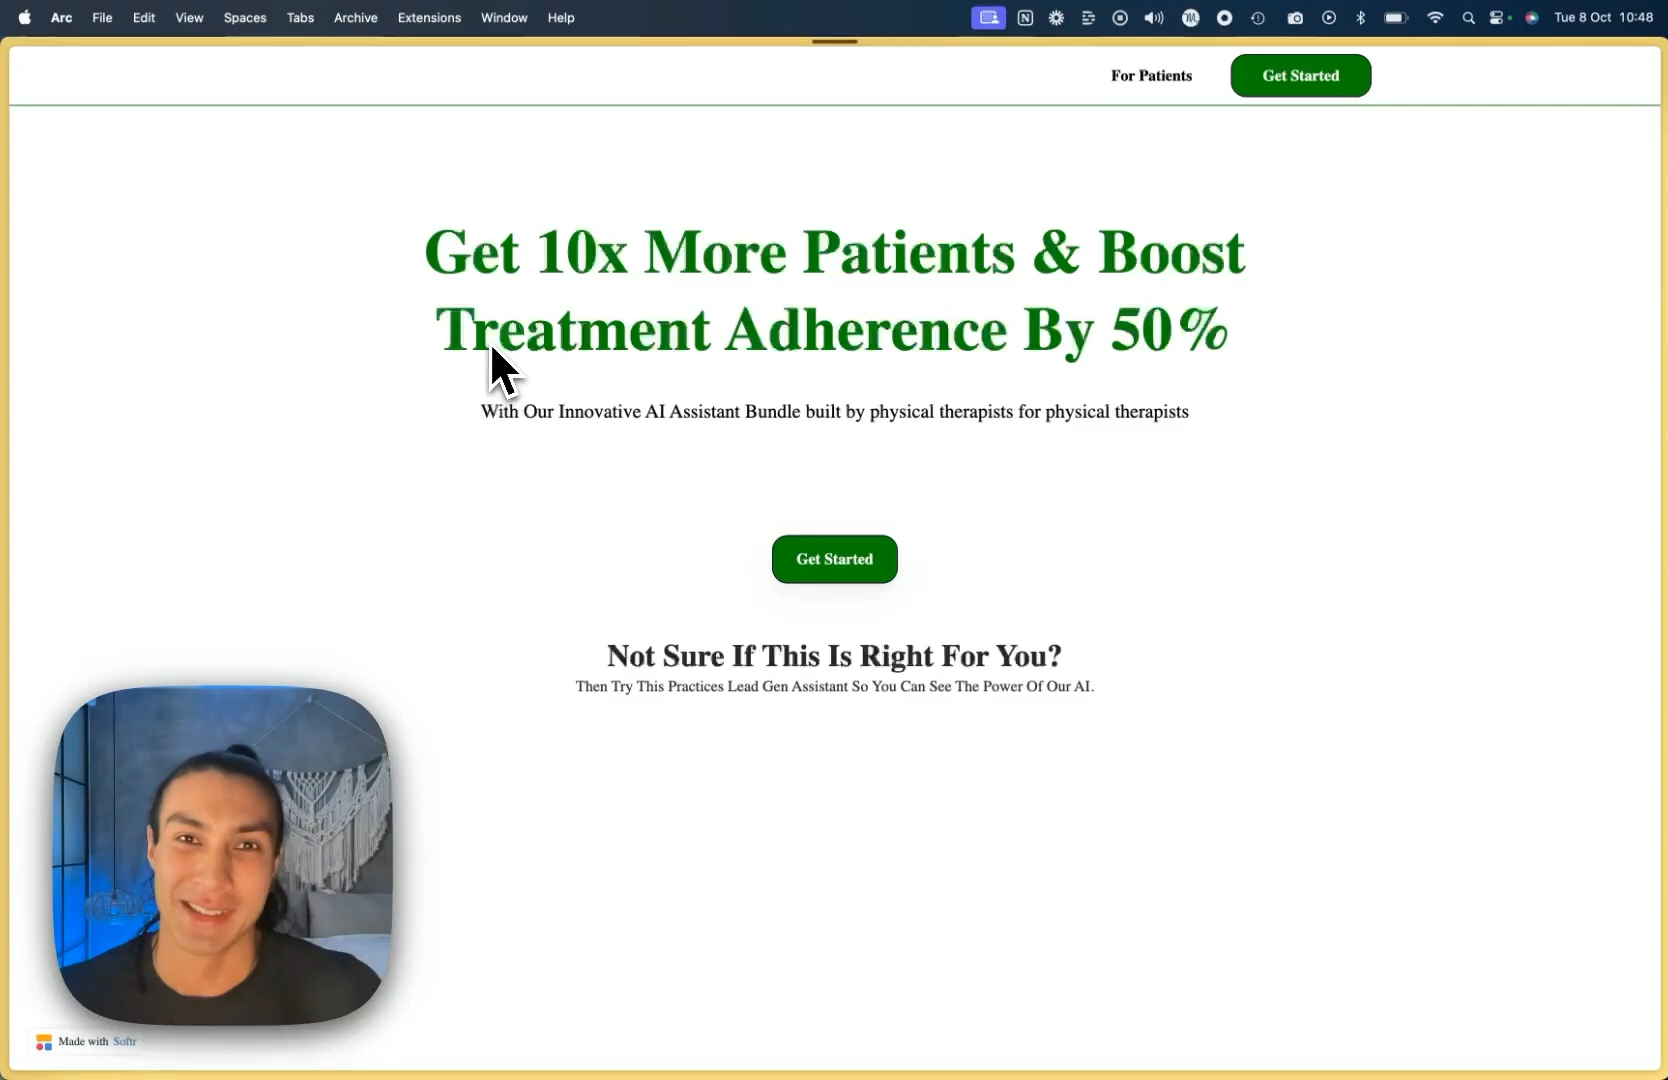 Arc File Edit View Spaces Tabs Archive Extensions Window Help Tue 8 Oct 10:48
For Patients
Get Started
Get 10x More Patients & Boost
Treatment Adherence By 50%
With Our Innovative AI Assistant Bundle built by physical therapists for physical therapists
Get Started
Not Sure If This Is Right For You?
Then Try This Practices Lead Gen Assistant So You Can See The Power Of Our AI.
Made with Softr